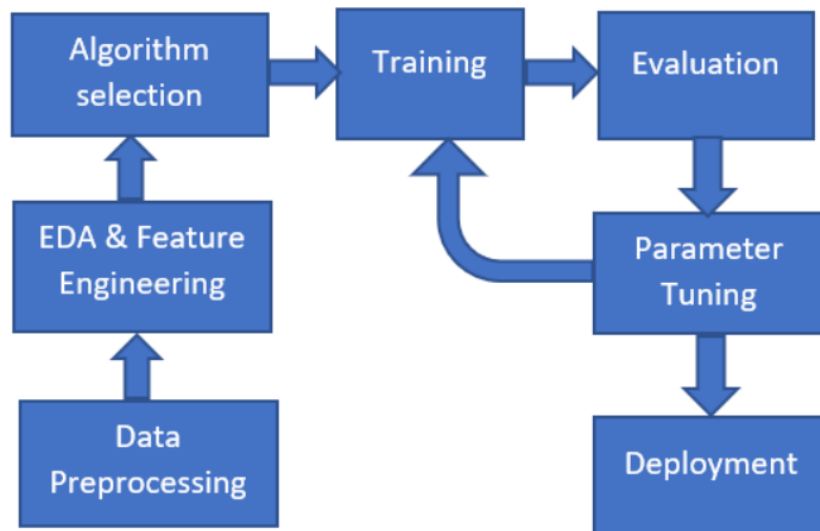 Algorithm
selection
Training
Evaluation
EDA & Feature
Engineering
Parameter
Tuning
Data
Preprocessing
Deployment